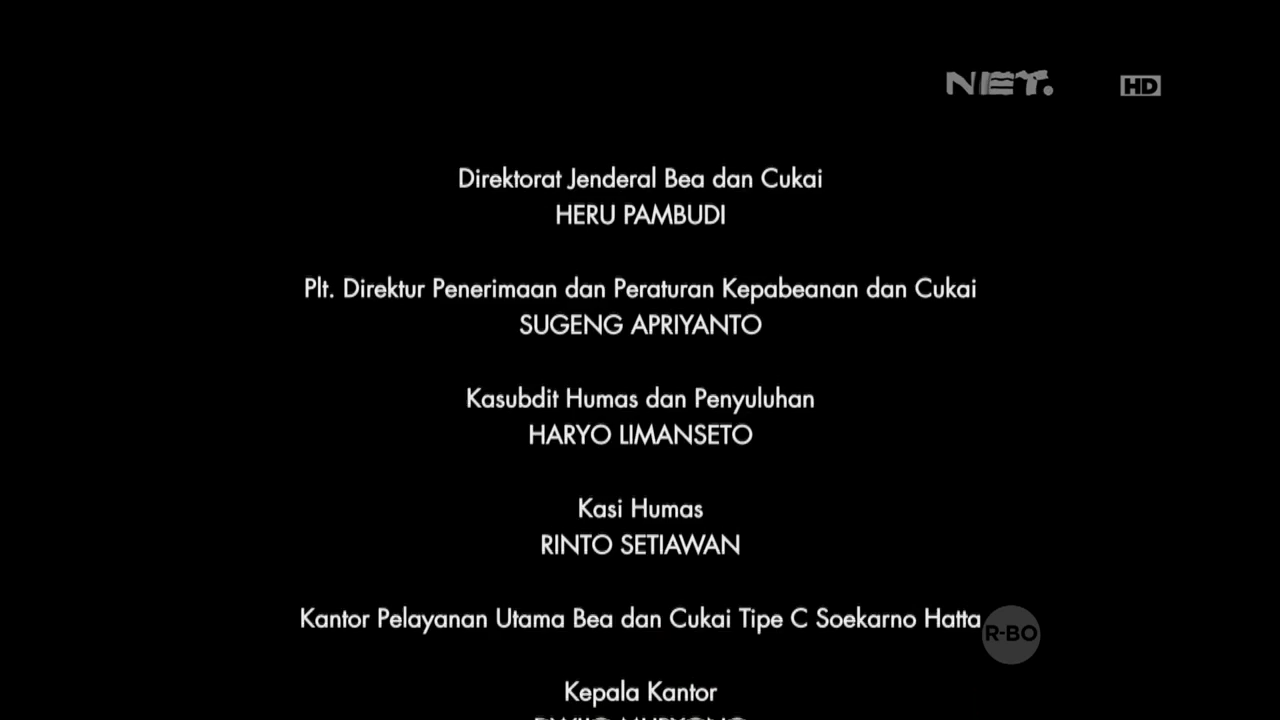 NET.
HD
Direktorat Jenderal Bea dan Cukai
HERU PAMBUDI
Plt. Direktur Penerimaan dan Peraturan Kepabeanan dan Cukai
SUGENG APRIYANTO
Kasubdit Humas dan Penyuluhan
HARYO LIMANSETO
Kasi Humas
RINTO SETIAWAN
Kantor Pelayanan Utama Bea dan Cukai Tipe C Soekarno Hatta
R-BO
Kepala Kantor